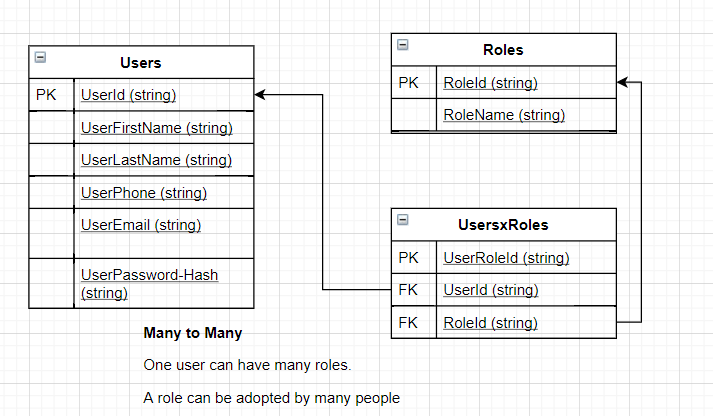 Users
PK UserId (string)
UserFirstName (string)
UserLastName (string)
UserPhone (string)
UserEmail (string)
UserPassword-Hash
(string)
Roles
PK RoleId (string)
RoleName (string)
UsersxRoles
PK UserRoleId (string)
FK UserId (string)
FK RoleId (string)
Many to Many
One user can have many roles.
A role can be adopted by many people